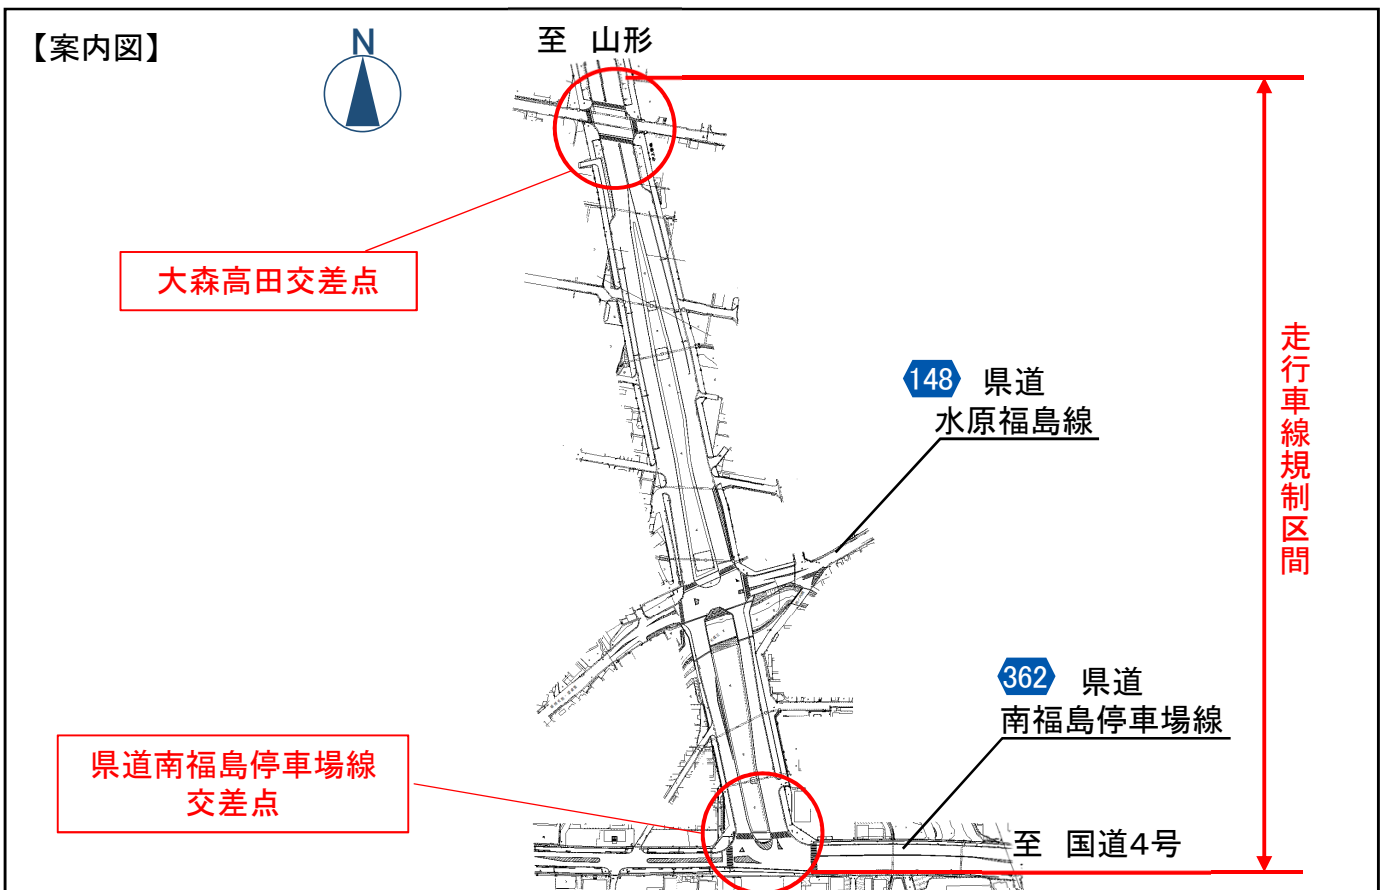 【案内図】
N
至 山形
大森高田交差点
走行車線規制区間
148 県道
水原福島線
362 県道
南福島停車場線
県道南福島停車場線
交差点
至 国道4号